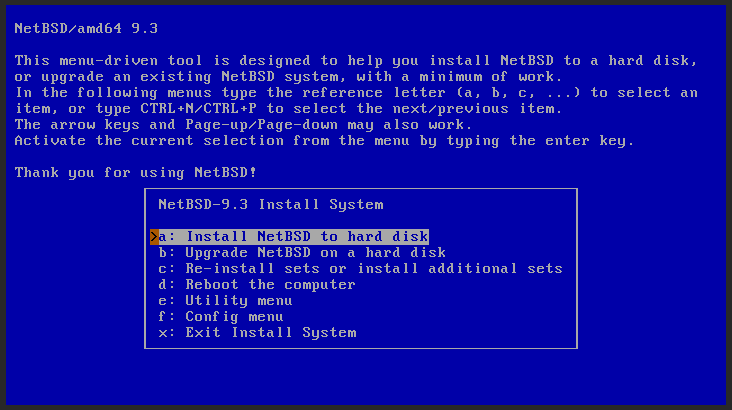 NetBSD/amd64 9.3
This menu-driven tool is designed to help you install NetBSD to a hard disk,
or upgrade an existing NetBSD system, with a minimum of work.
In the following menus type the reference letter (a, b, c, ...) to select an
item, or type CTRL+N/CTRL+P to select the next/previous item.
The arrow keys and Page-up/Page-down may also work.
Activate the current selection from the menu by typing the enter key.
Thank you for using NetBSD!
NetBSD-9.3 Install System
>a: Install NetBSD to hard disk
b: Upgrade NetBSD on a hard disk
c: Re-install sets or install additional sets
d: Reboot the computer
e: Utility menu
f: Config menu
x: Exit Install System